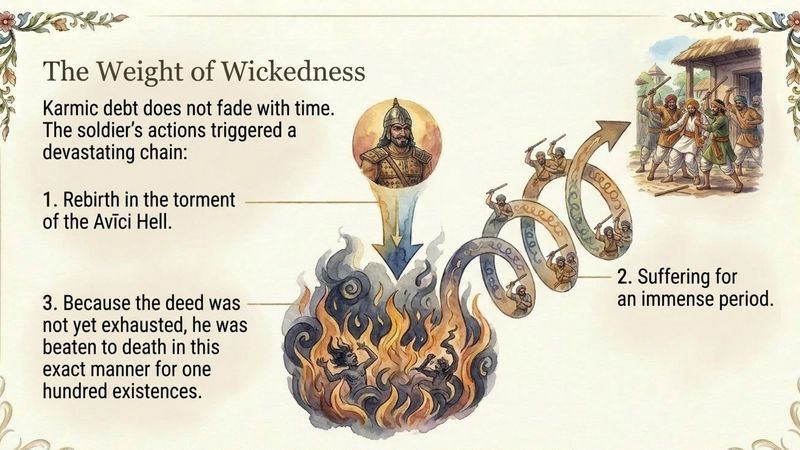 The Weight of Wickedness
Karmic debt does not fade with time.
The soldier's actions triggered a
devastating chain:
1. Rebirth in the torment
of the Avīci Hell.
2. Suffering for
an immense period.
3. Because the deed was
not yet exhausted, he was
beaten to death in this
exact manner for one
hundred existences.